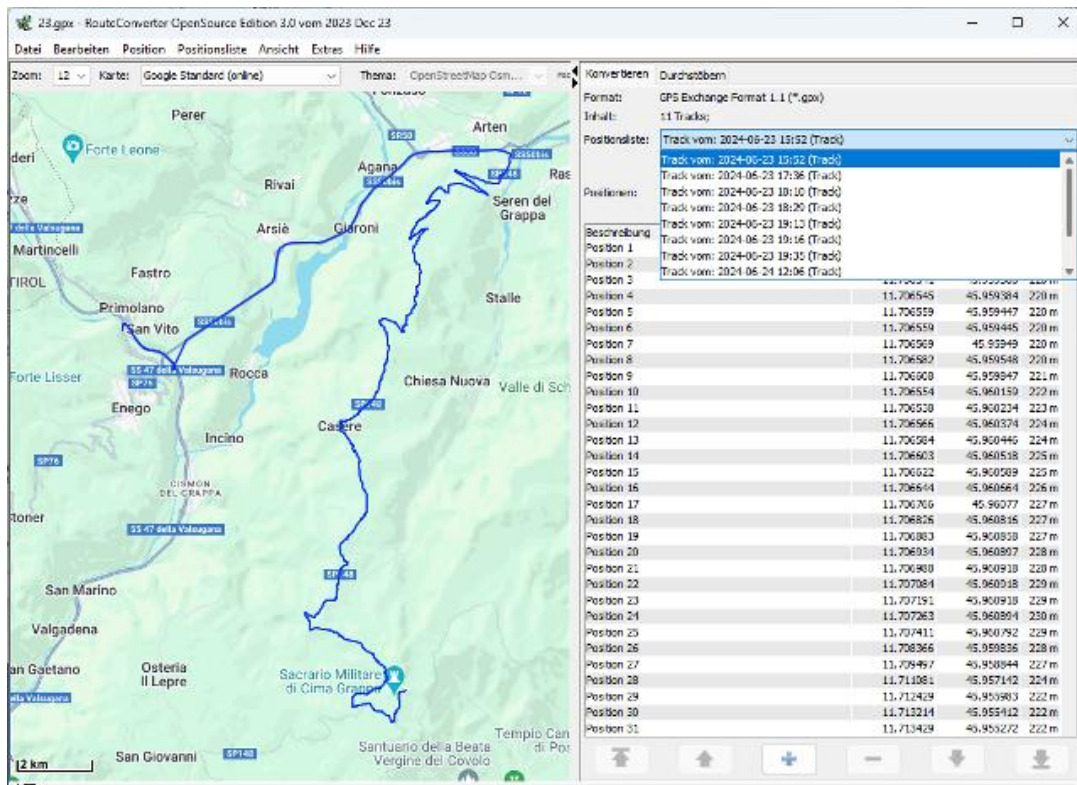 23.gpx - RouteConverter OpenSource Edition 3.0 vom 2023 Dec 23
Datei Bearbeiten Position Positionsliste Ansicht Extras Hilfe
Zoom: 12 Karte: Google Standard (online) Thema: OpenStreetMap Osm...
Perer
Arten
SR50
Forte Leone
Agana
SS50bis
Rivai
Seren del
Grappa
Arsiè
Giaroni
Martincelli
Fastro
TIROL
Stalle
Primolano
San Vito
SS50bis
SS 47 della Valsugana
Rocca
SP76
Forte Lisser
Chiesa Nuova
Valle di Sch
Enego
SP148
Incino
Casere
SP76
CISMON
DEL GRAPPA
toner
SS 47 della Valsugana
SP148
San Marino
Valgadena
an Gaetano
Osteria
Il Lepre
Sacrario Militare
di Cima Grappa
Tempio Can
San Giovanni
SP148
Santuario della Beata
Vergine del Covolo
di Pos
2 km
Konvertieren Durchstöbern
Format: GPS Exchange Format 1.1 (*.gpx)
Inhalt: 11 Tracks;
Positionsliste: Track vom: 2024-06-23 15:52 (Track)
Track vom: 2024-06-23 15:52 (Track)
Track vom: 2024-06-23 17:36 (Track)
Track vom: 2024-06-23 18:10 (Track)
Positionen:
Track vom: 2024-06-23 18:29 (Track)
Track vom: 2024-06-23 19:13 (Track)
Track vom: 2024-06-23 19:16 (Track)
Track vom: 2024-06-23 19:35 (Track)
Track vom: 2024-06-24 12:06 (Track)
Beschreibung
Position 1
Position 2
Position 3
Position 4 11.706545 45.959384 220 m
Position 5 11.706559 45.959447 220 m
Position 6 11.706559 45.959445 220 m
Position 7 11.706569 45.95949 220 m
Position 8 11.706582 45.959548 220 m
Position 9 11.706608 45.959847 221 m
Position 10 11.706554 45.960159 222 m
Position 11 11.706538 45.960234 223 m
Position 12 11.706566 45.960374 224 m
Position 13 11.706584 45.960446 224 m
Position 14 11.706603 45.960518 225 m
Position 15 11.706622 45.960589 225 m
Position 16 11.706644 45.960664 226 m
Position 17 11.706766 45.96077 227 m
Position 18 11.706826 45.960816 227 m
Position 19 11.706883 45.960858 227 m
Position 20 11.706934 45.960897 228 m
Position 21 11.706988 45.960918 228 m
Position 22 11.707084 45.960918 229 m
Position 23 11.707191 45.960918 229 m
Position 24 11.707263 45.960894 230 m
Position 25 11.707411 45.960792 229 m
Position 26 11.708366 45.959836 228 m
Position 27 11.709497 45.958844 227 m
Position 28 11.711081 45.957142 224 m
Position 29 11.712429 45.955983 222 m
Position 30 11.713214 45.955412 222 m
Position 31 11.713429 45.955272 222 m